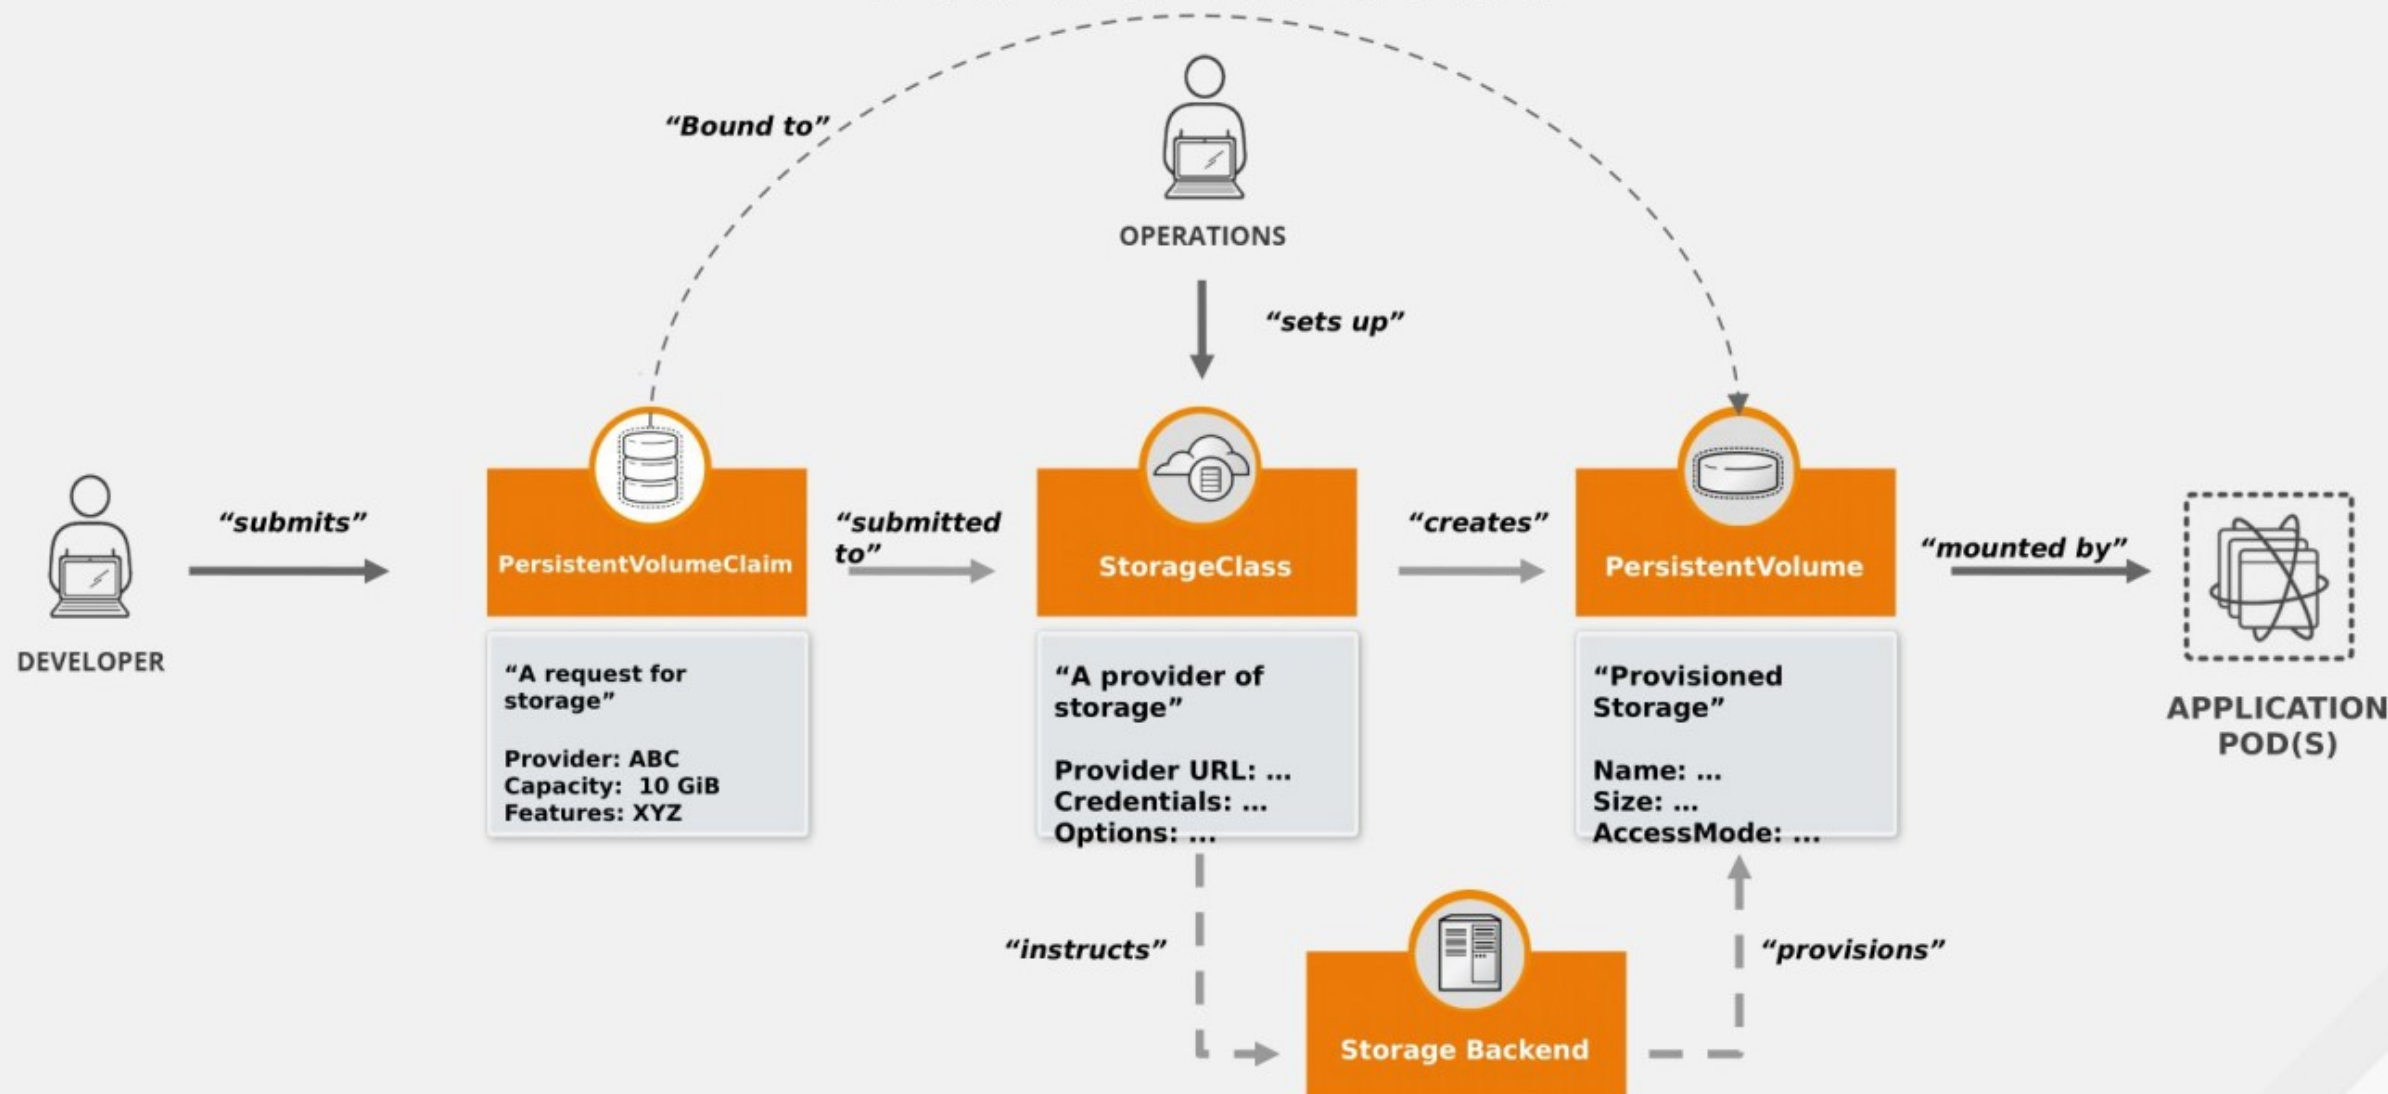 “Bound to”
OPERATIONS
“sets up”
“submits”
“submitted
to”
“creates”
“mounted by”
PersistentVolumeClaim
StorageClass
PersistentVolume
DEVELOPER
“A request for
storage”
Provider: ABC
Capacity:  10 GiB
Features: XYZ
“A provider of
storage”
Provider URL: ...
Credentials: ...
Options: ...
“Provisioned
Storage”
Name: ...
Size: ...
AccessMode: ...
APPLICATION
POD(S)
“instructs”
“provisions”
Storage Backend